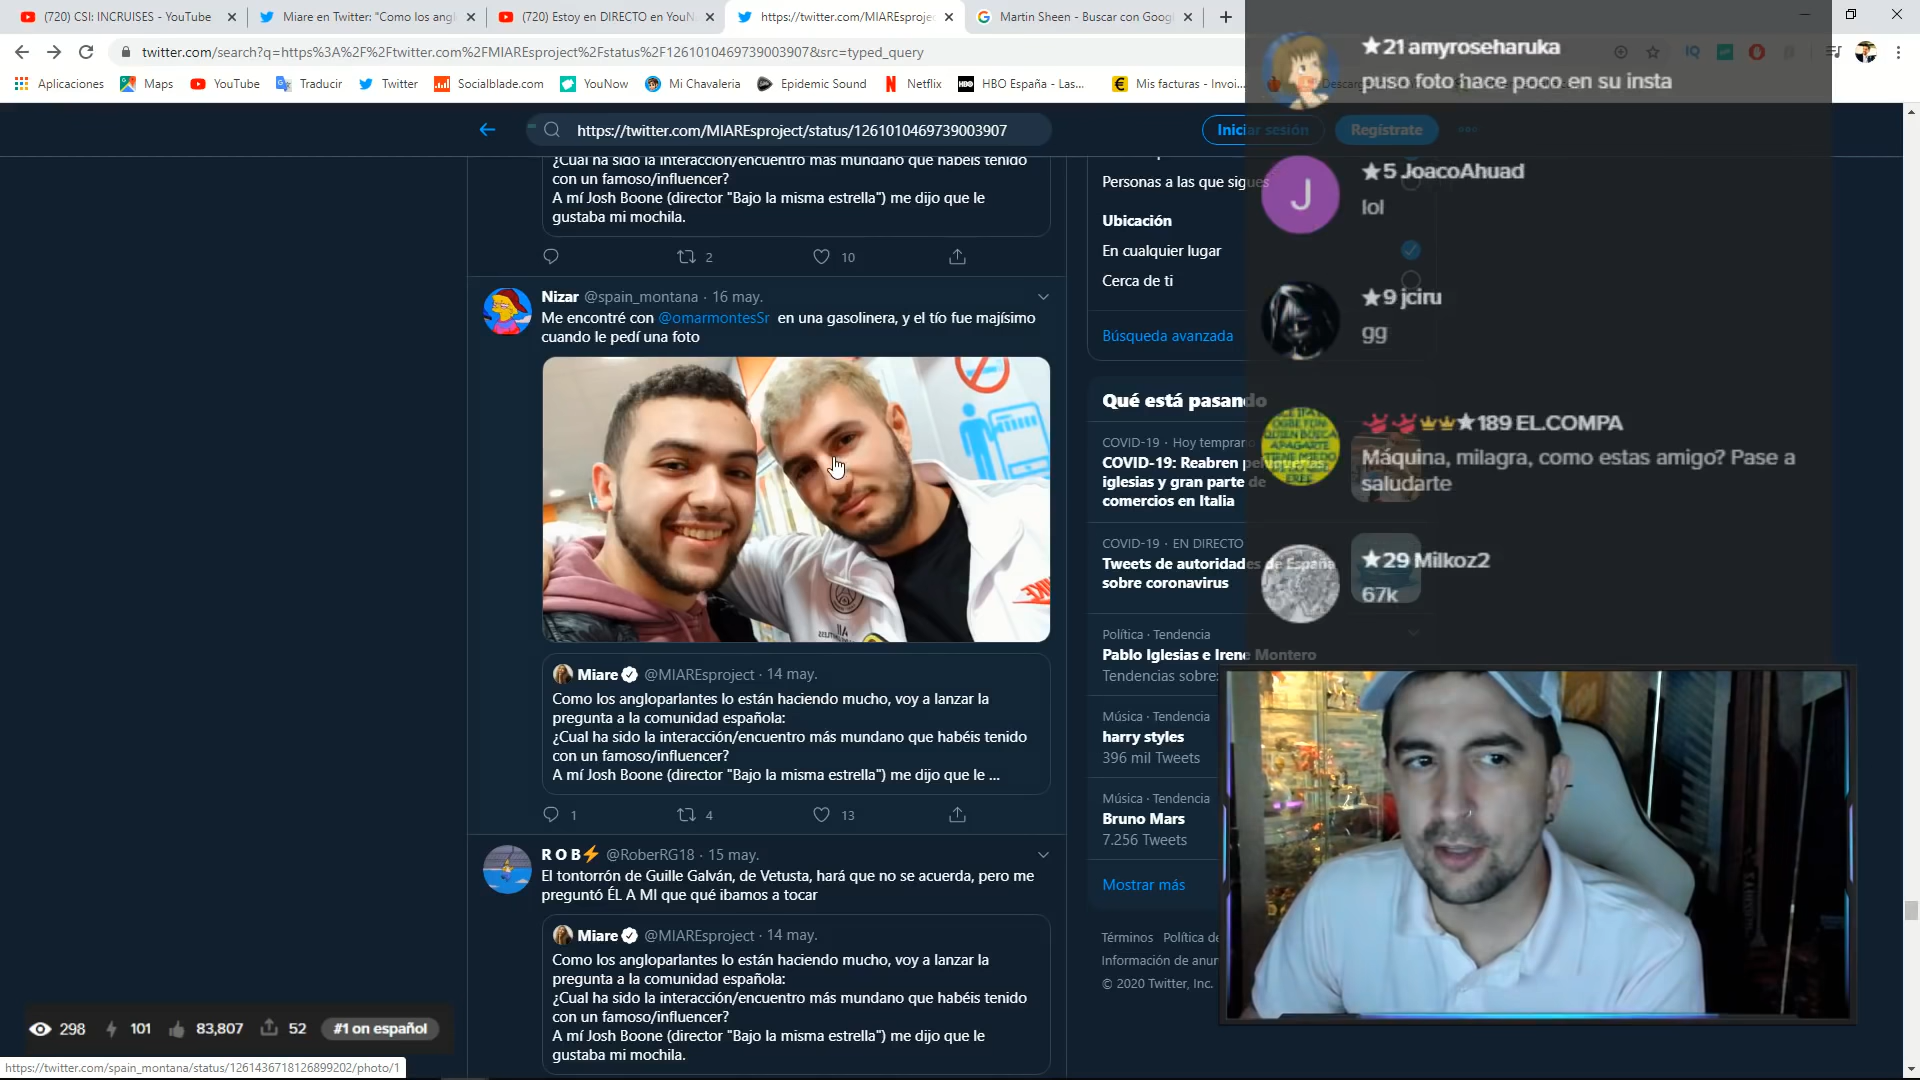 (720) CSI: INCRUISES - YouTube
Miare en Twitter: "Como los angl
(720) Estoy en DIRECTO en YouN
https://twitter.com/MIAREsproje
Martin Sheen - Buscar con Googl
twitter.com/search?q=https%3A%2F%2Ftwitter.com%2FMIAREsproject%2Fstatus%2F1261010469739003907&src=typed_query
Aplicaciones
Maps
YouTube
Traducir
Twitter
Socialblade.com
YouNow
Mi Chavaleria
Epidemic Sound
Netflix
HBO España - Las...
Mis facturas - Invoi...
https://twitter.com/MIAREsproject/status/1261010469739003907
Iniciar sesión
Regístrate
¿Cual ha sido la interacción/encuentro más mundano que habéis tenido
con un famoso/influencer?
A mí Josh Boone (director "Bajo la misma estrella") me dijo que le
gustaba mi mochila.
2
10
Nizar @spain_montana · 16 may.
Me encontré con @omarmontesSr en una gasolinera, y el tío fue majísimo
cuando le pedí una foto
Miare @MIAREsproject · 14 may.
Como los angloparlantes lo están haciendo mucho, voy a lanzar la
pregunta a la comunidad española:
¿Cual ha sido la interacción/encuentro más mundano que habéis tenido
con un famoso/influencer?
A mí Josh Boone (director "Bajo la misma estrella") me dijo que le ...
1
4
13
R O B⚡ @RoberRG18 · 15 may.
El tontorrón de Guille Galván, de Vetusta, hará que no se acuerda, pero me
preguntó ÉL A MI que qué ibamos a tocar
Miare @MIAREsproject · 14 may.
Como los angloparlantes lo están haciendo mucho, voy a lanzar la
pregunta a la comunidad española:
¿Cual ha sido la interacción/encuentro más mundano que habéis tenido
con un famoso/influencer?
A mí Josh Boone (director "Bajo la misma estrella") me dijo que le
gustaba mi mochila.
Personas a las que sigues
Ubicación
En cualquier lugar
Cerca de ti
Búsqueda avanzada
Qué está pasando
COVID-19 · Hoy temprano
COVID-19: Reabren peluquerías,
iglesias y gran parte de
comercios en Italia
COVID-19 · EN DIRECTO
Tweets de autoridades de España
sobre coronavirus
Política · Tendencia
Pablo Iglesias e Irene Montero
Tendencias sobre:
Música · Tendencia
harry styles
396 mil Tweets
Música · Tendencia
Bruno Mars
7.256 Tweets
Mostrar más
Términos Política de
Información de anun
© 2020 Twitter, Inc.
★21 amyroseharuka
puso foto hace poco en su insta
J
★5 JoacoAhuad
lol
★9 jciru
gg
★189 EL.COMPA
Máquina, milagra, como estas amigo? Pase a
saludarte
★29 Milkoz2
67k
298
101
83,807
52
#1 on español
https://twitter.com/spain_montana/status/1261436718126899202/photo/1